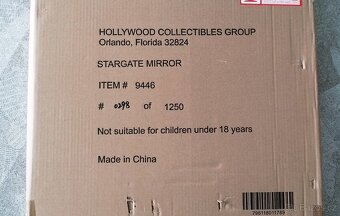 HOLLYWOOD COLLECTIBLES GROUP
Orlando, Florida 32824
STARGATE MIRROR
ITEM # 9446
# 0298 of 1250
Not suitable for children under 18 years
Made in China